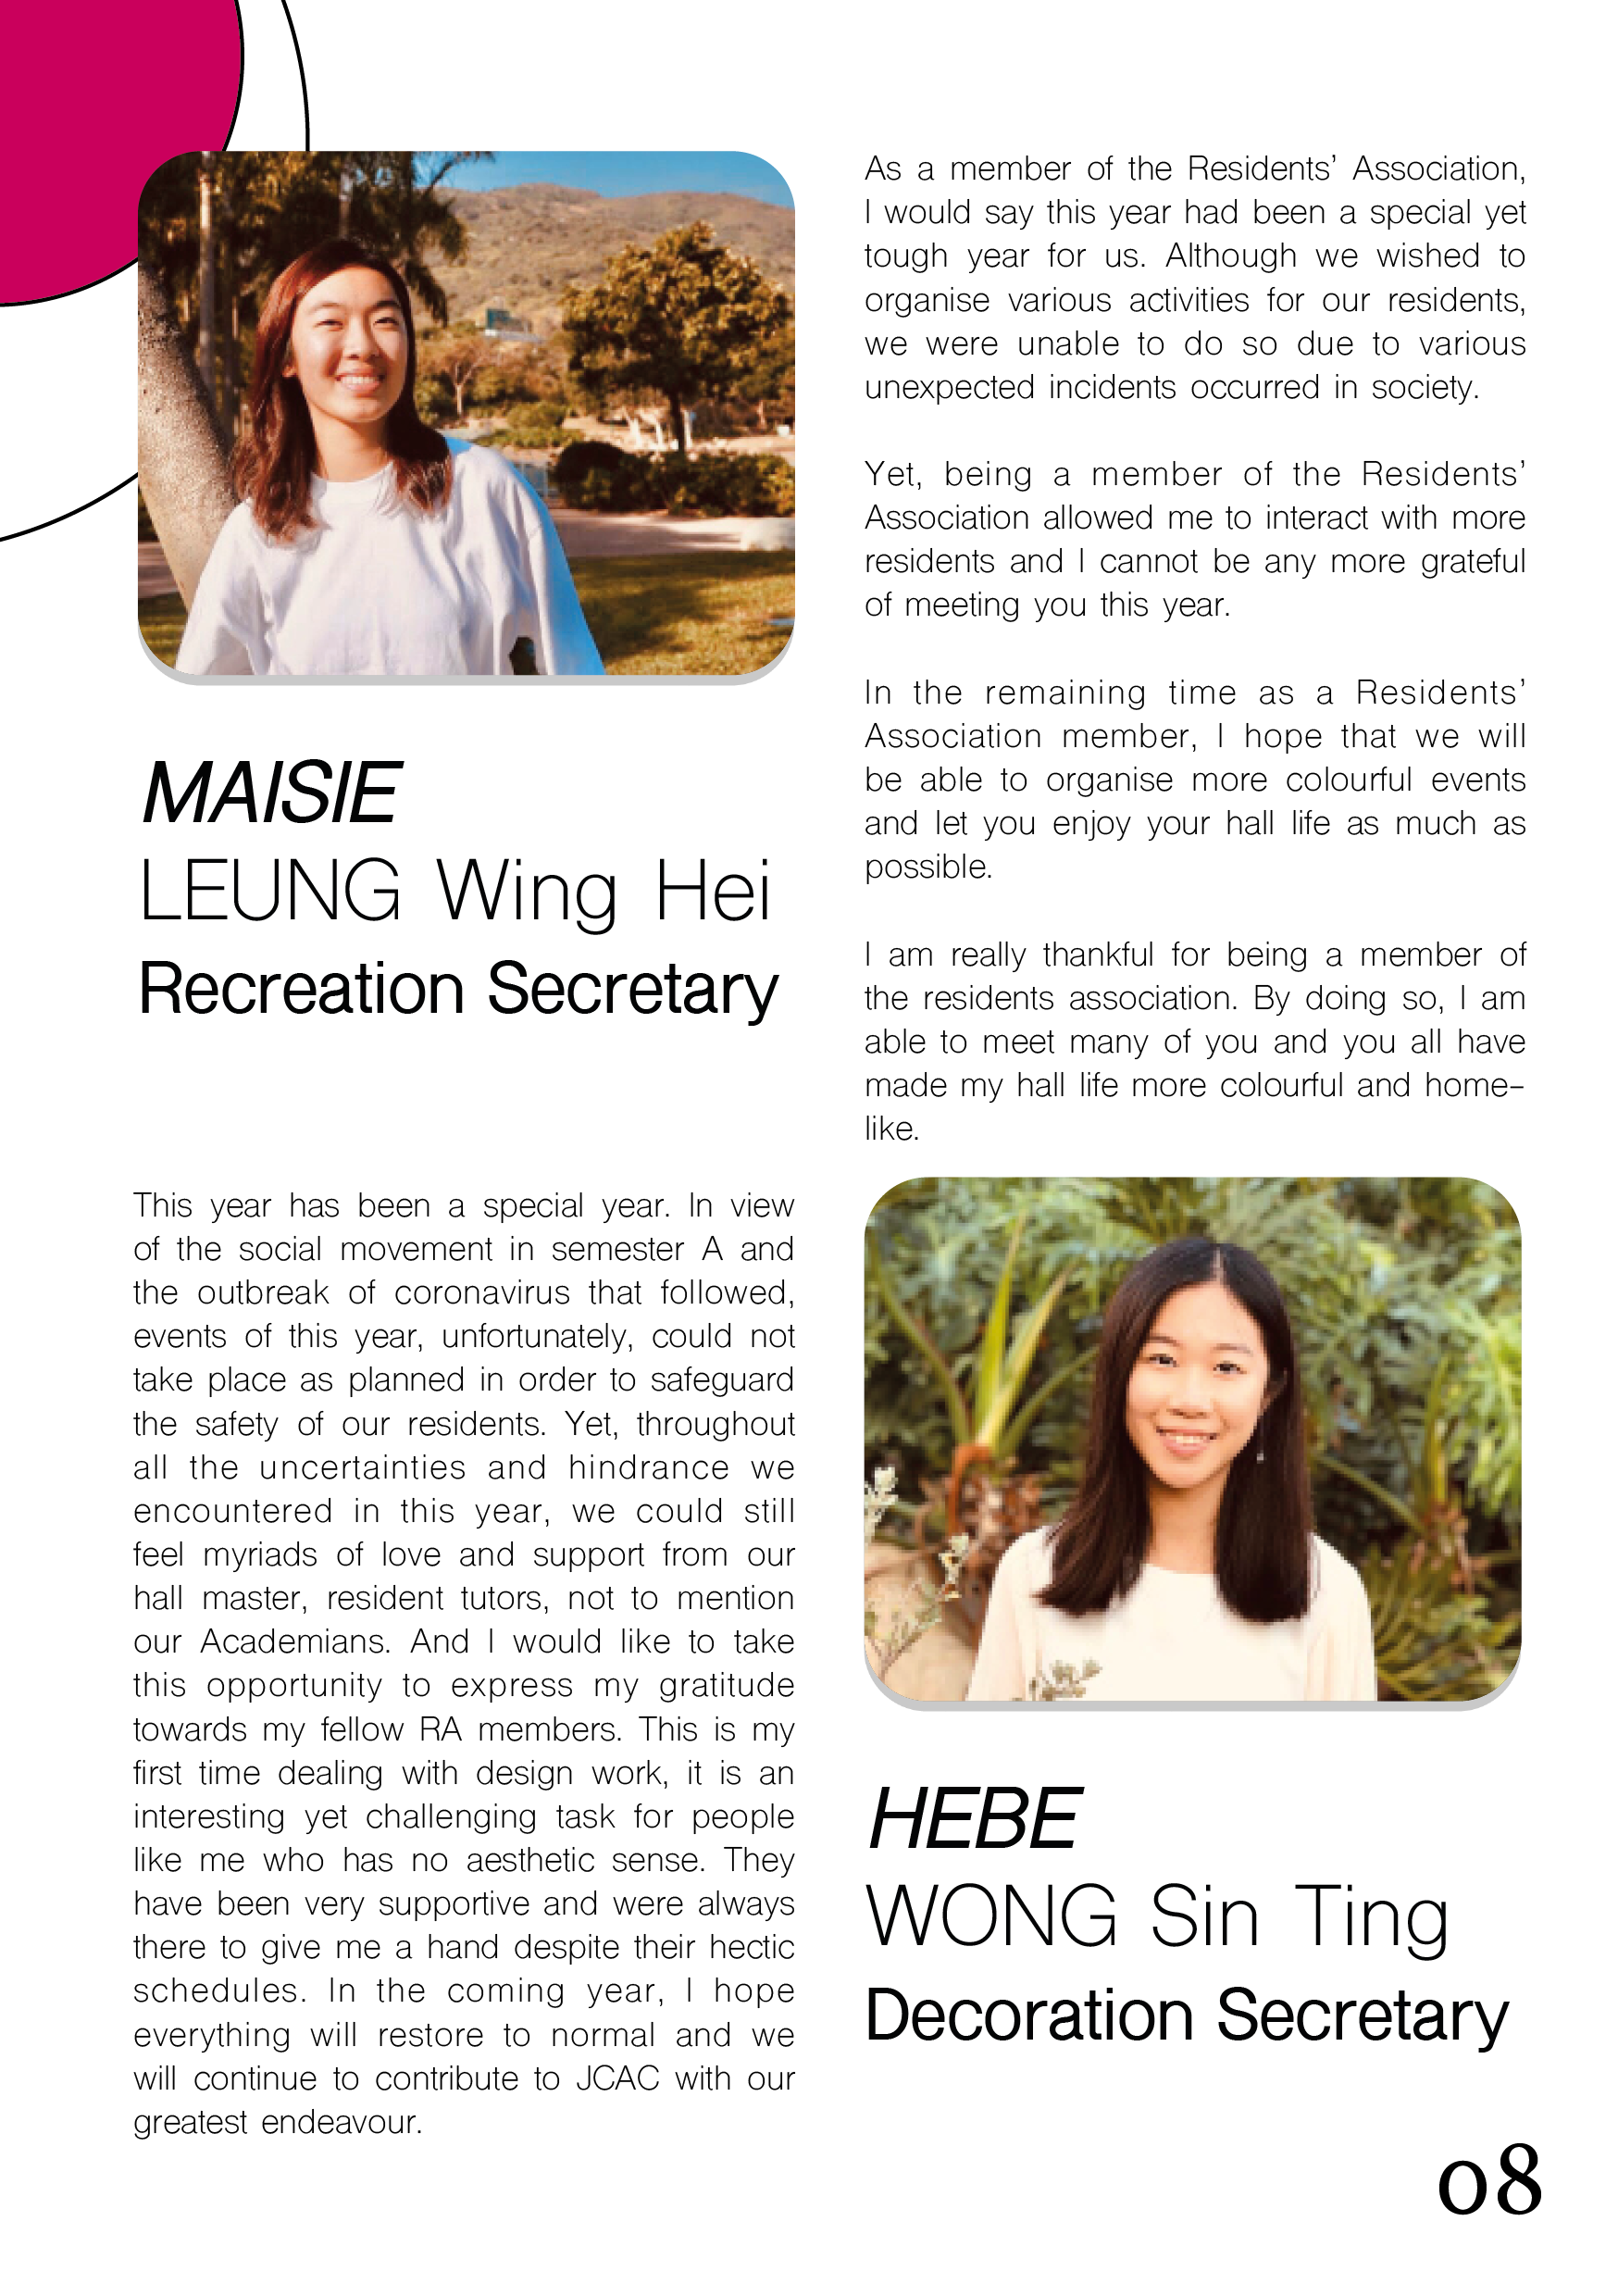 MAISIE
LEUNG Wing Hei
Recreation Secretary
As a member of the Residents’ Association,
I would say this year had been a special yet
tough year for us. Although we wished to
organise various activities for our residents,
we were unable to do so due to various
unexpected incidents occurred in society.
Yet, being a member of the Residents’
Association allowed me to interact with more
residents and I cannot be any more grateful
of meeting you this year.
In the remaining time as a Residents’
Association member, I hope that we will
be able to organise more colourful events
and let you enjoy your hall life as much as
possible.
I am really thankful for being a member of
the residents association. By doing so, I am
able to meet many of you and you all have
made my hall life more colourful and home-
like.
This year has been a special year. In view
of the social movement in semester A and
the outbreak of coronavirus that followed,
events of this year, unfortunately, could not
take place as planned in order to safeguard
the safety of our residents. Yet, throughout
all the uncertainties and hindrance we
encountered in this year, we could still
feel myriads of love and support from our
hall master, resident tutors, not to mention
our Academians. And I would like to take
this opportunity to express my gratitude
towards my fellow RA members. This is my
first time dealing with design work, it is an
interesting yet challenging task for people
like me who has no aesthetic sense. They
have been very supportive and were always
there to give me a hand despite their hectic
schedules. In the coming year, I hope
everything will restore to normal and we
will continue to contribute to JCAC with our
greatest endeavour.
HEBE
WONG Sin Ting
Decoration Secretary
08